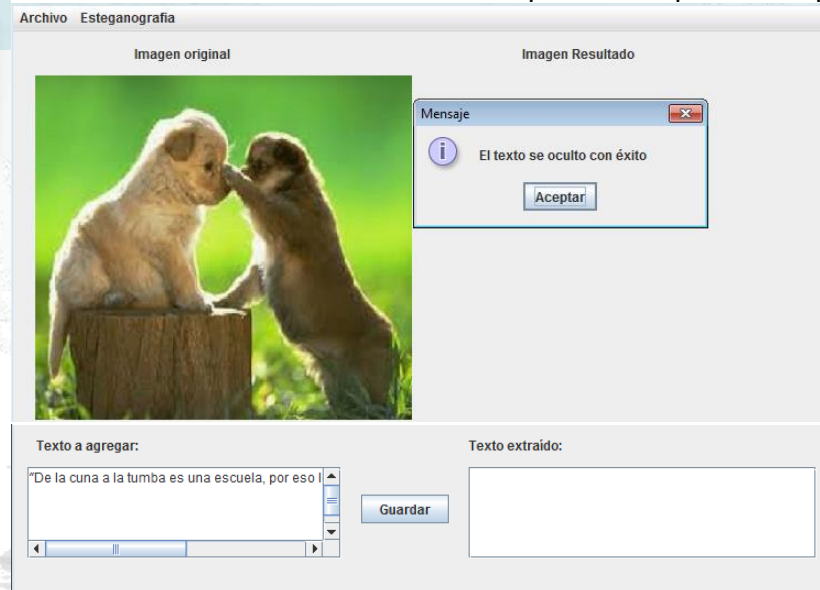 Archivo Esteganografia
Imagen original Imagen Resultado
Mensaje
El texto se oculto con éxito
Aceptar
Texto a agregar: Texto extraído:
"De la cuna a la tumba es una escuela, por eso l
Guardar